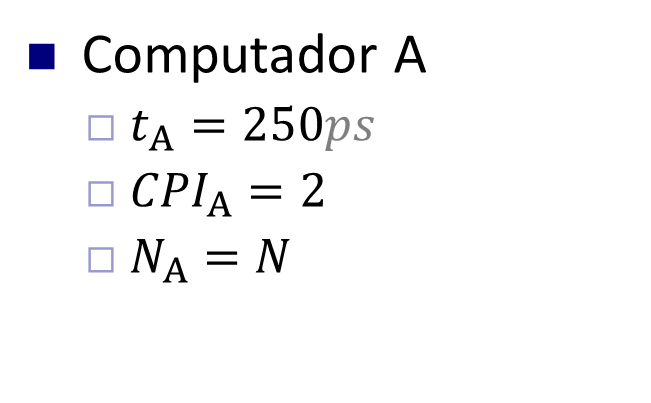 Computador A
t_A = 250ps
CPI_A = 2
N_A = N